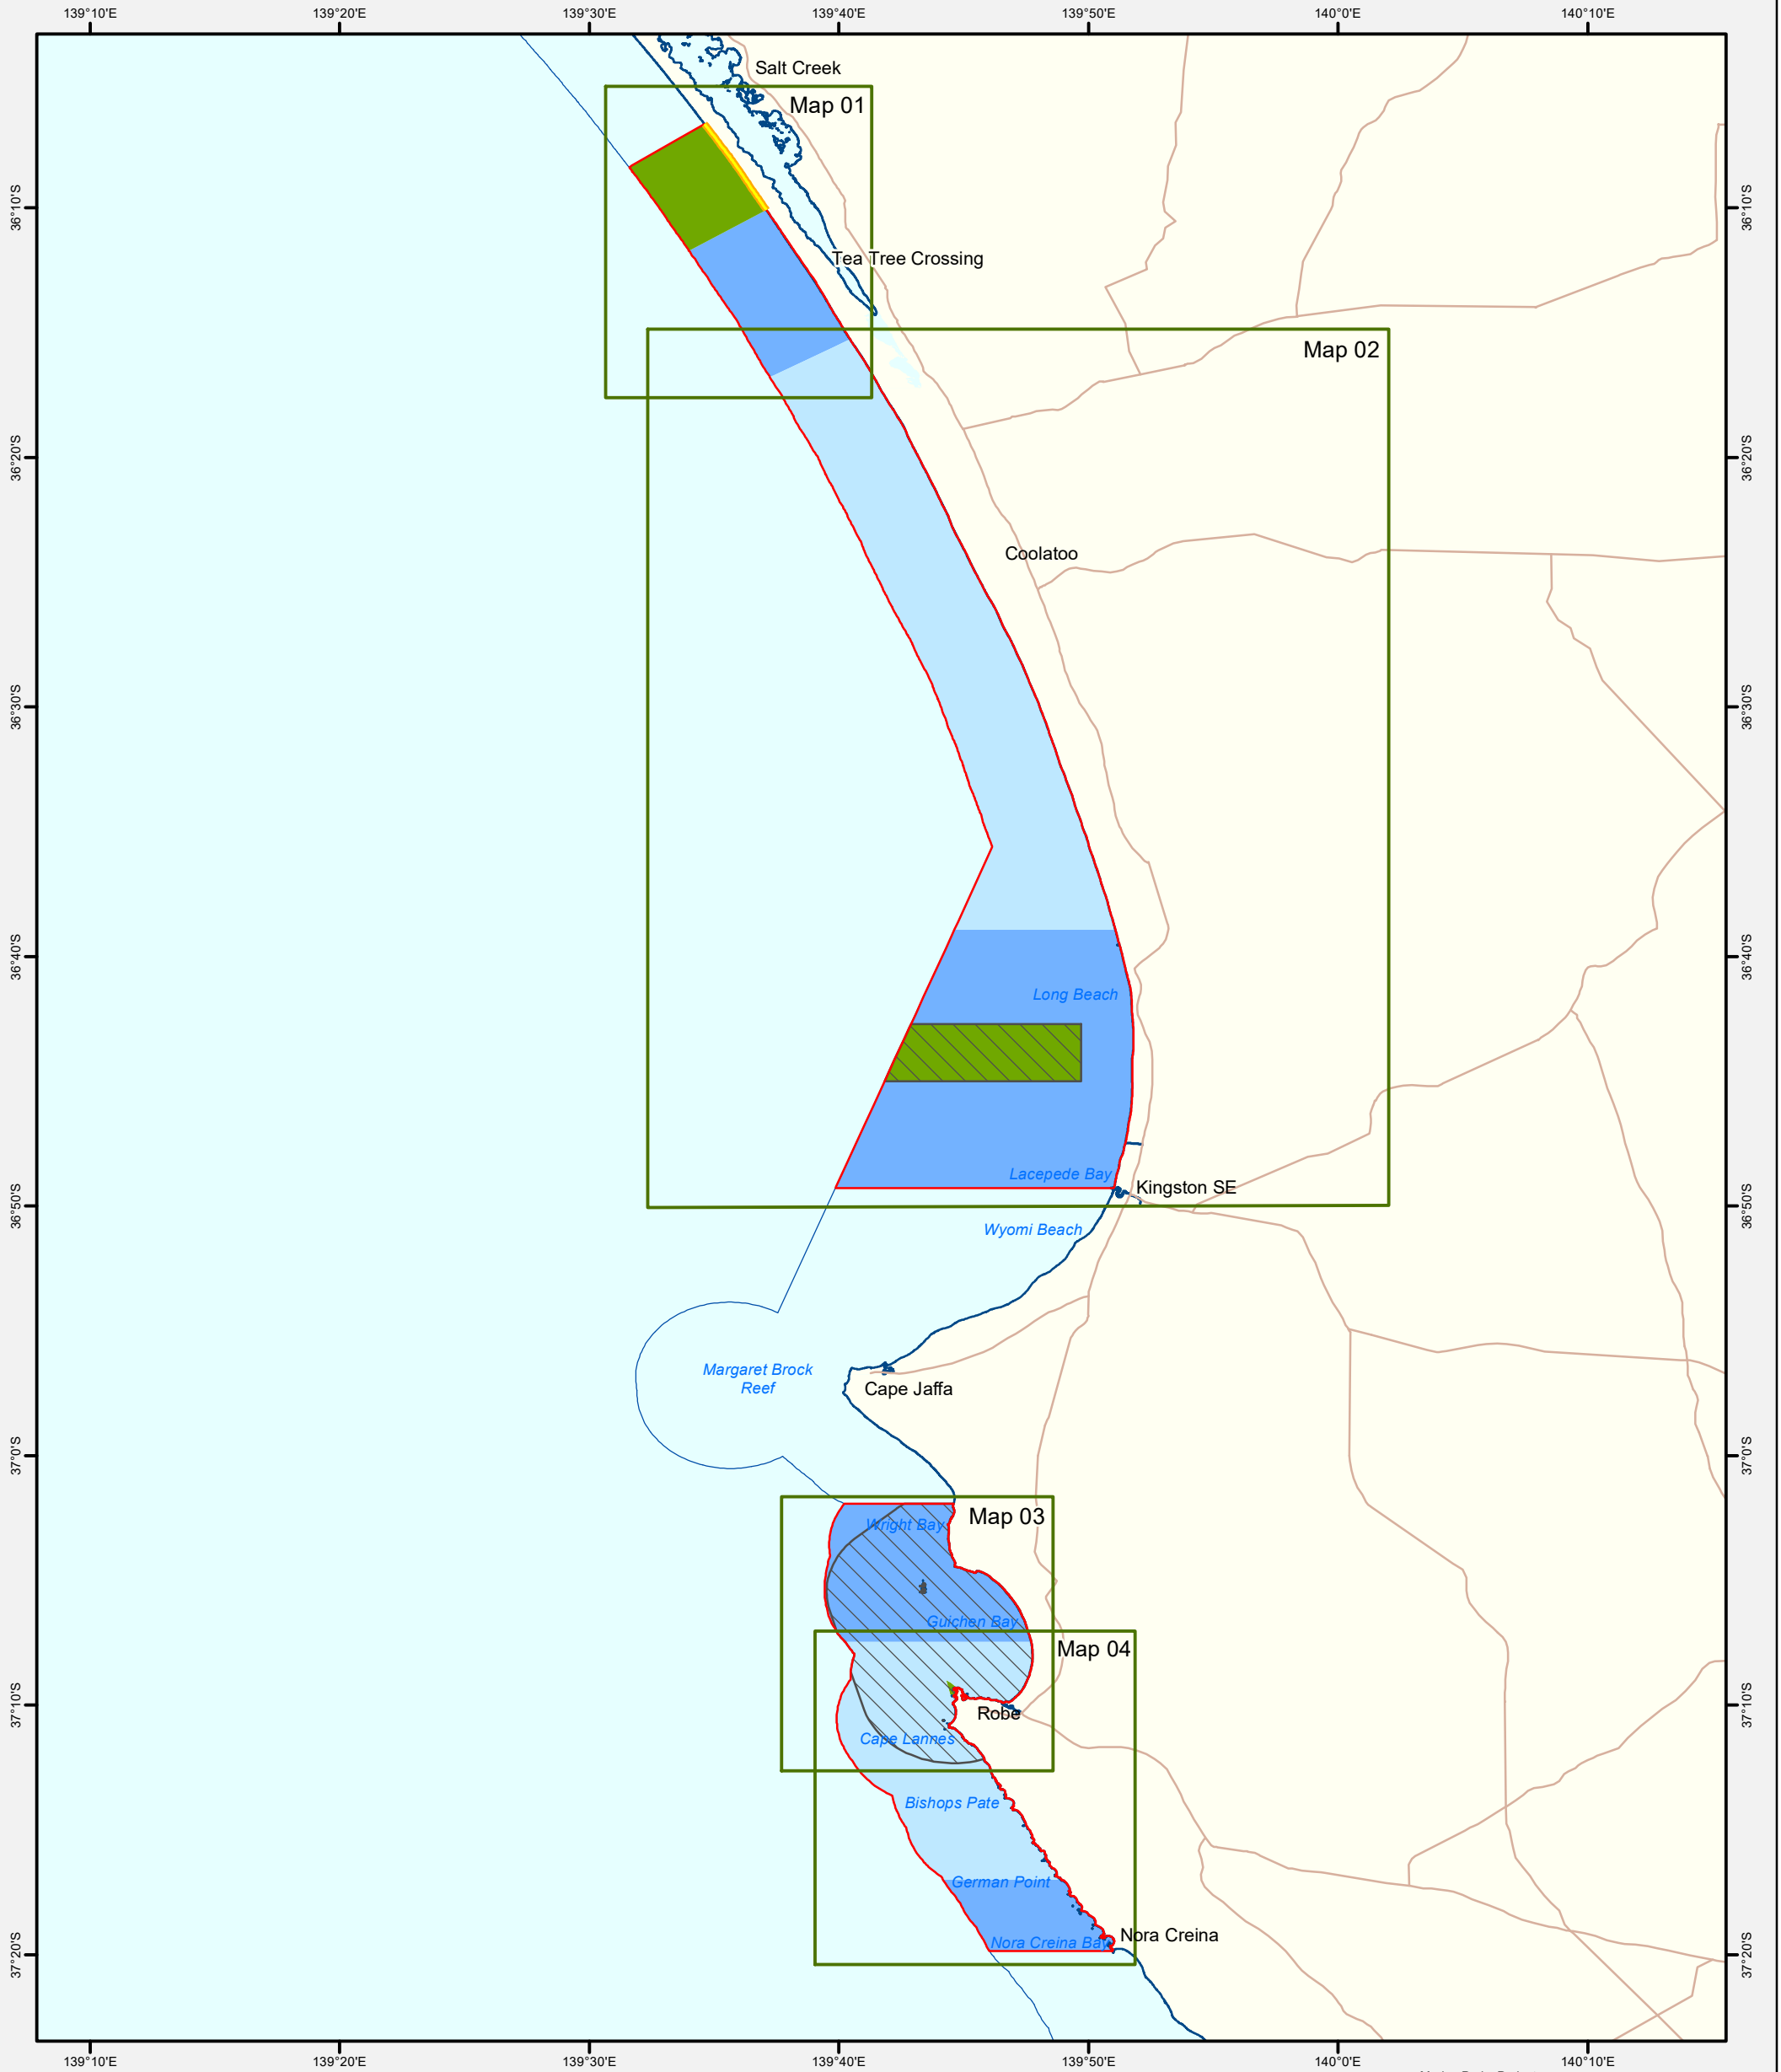 139°10'E 139°20'E 139°30'E 139°40'E 139°50'E 140°0'E 140°10'E
Salt Creek
Map 01
36°10'S 36°10'S
Tea Tree Crossing
Map 02
36°20'S 36°20'S
Coolatoo
36°30'S 36°30'S
36°40'S 36°40'S
Long Beach
Lacepede Bay
Kingston SE
36°50'S 36°50'S
Wyomi Beach
Margaret Brock
Reef
Cape Jaffa
37°0'S 37°0'S
Map 03
Wright Bay
Guichen Bay
Map 04
37°10'S 37°10'S
Robe
Cape Lannes
Bishops Pate
German Point
Nora Creina
Nora Creina Bay
37°20'S 37°20'S
139°10'E 139°20'E 139°30'E 139°40'E 139°50'E 140°0'E 140°10'E